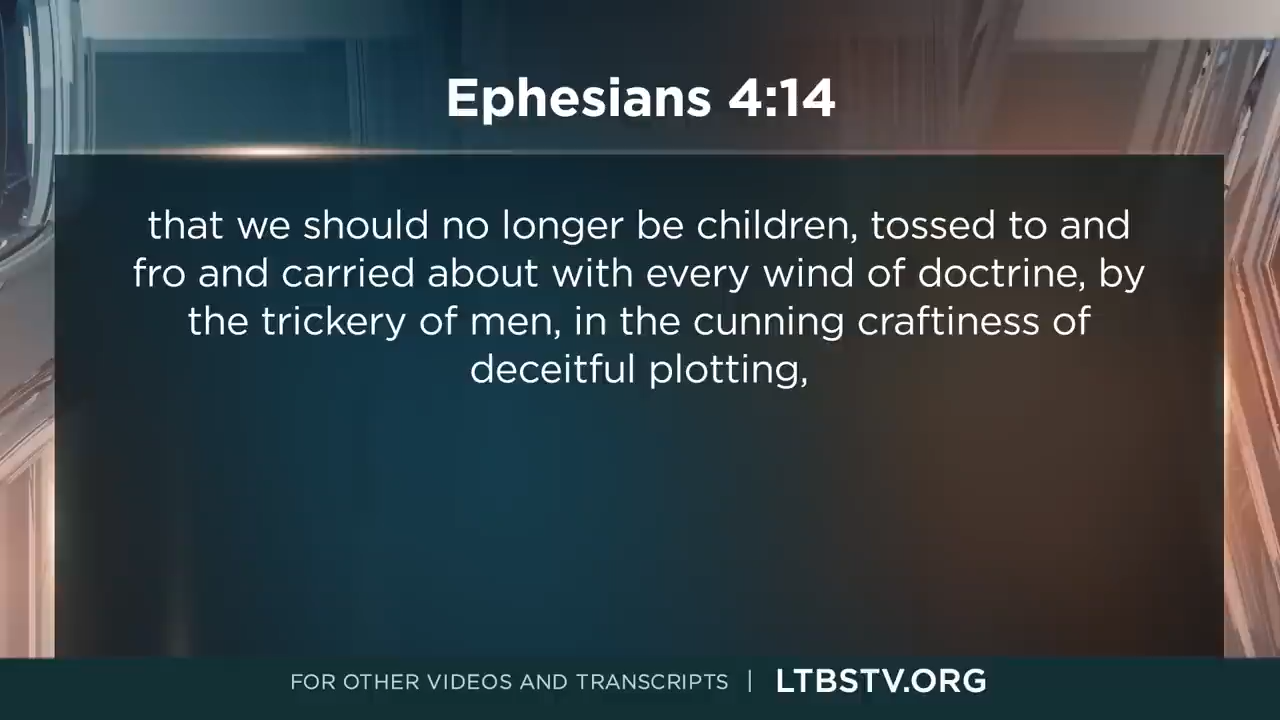 Ephesians 4:14
that we should no longer be children, tossed to and
fro and carried about with every wind of doctrine, by
the trickery of men, in the cunning craftiness of
deceitful plotting,
FOR OTHER VIDEOS AND TRANSCRIPTS | LTBSTV.ORG